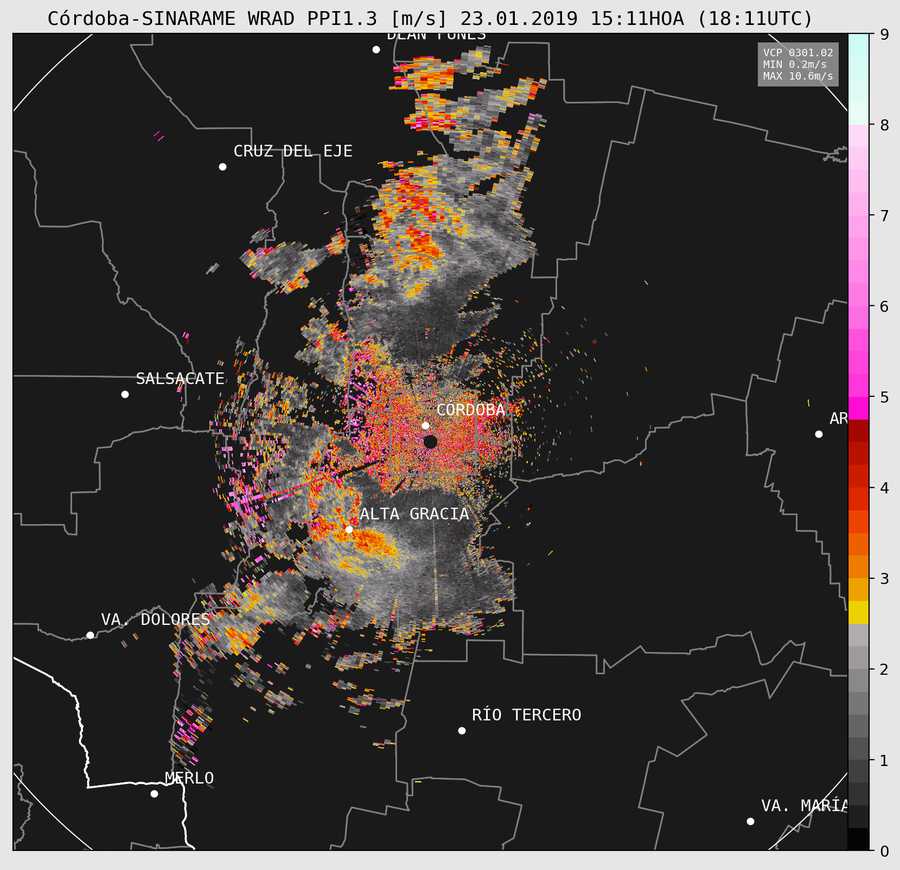 Córdoba-SINARAME WRAD PPI1.3 [m/s] 23.01.2019 15:11HOA (18:11UTC)
DEÁN FUNES
VCP 0301.02
MIN 0.2m/s
MAX 10.6m/s
9
8
CRUZ DEL EJE
7
6
SALSACATE
5
CÓRDOBA
AR
4
ALTA GRACIA
3
VA. DOLORES
2
RÍO TERCERO
1
MERLO
VA. MARÍA
0